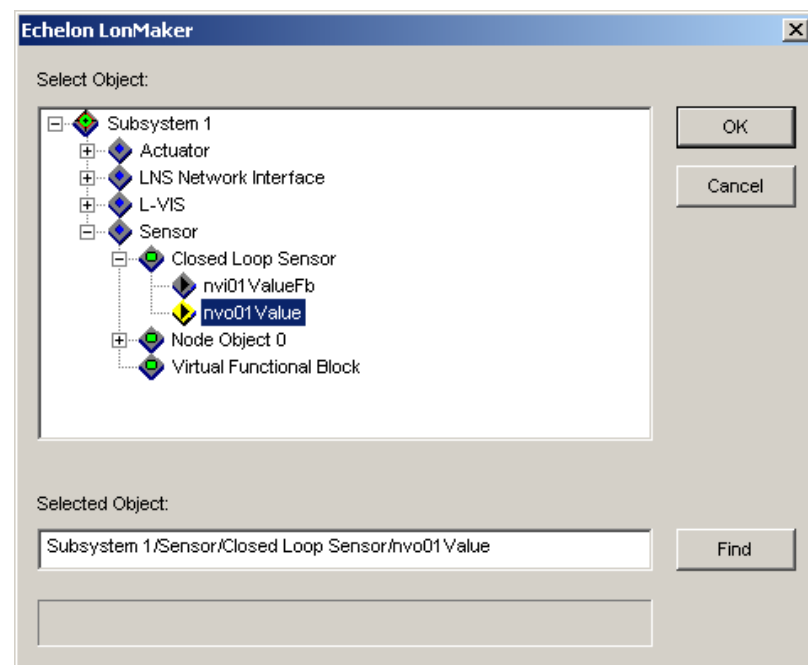 Echelon LonMaker
Select Object:
Subsystem 1
Actuator
LNS Network Interface
L-VIS
Sensor
Closed Loop Sensor
nvi01ValueFb
nvo01Value
Node Object 0
Virtual Functional Block
OK
Cancel
Selected Object:
Subsystem 1/Sensor/Closed Loop Sensor/nvo01Value
Find